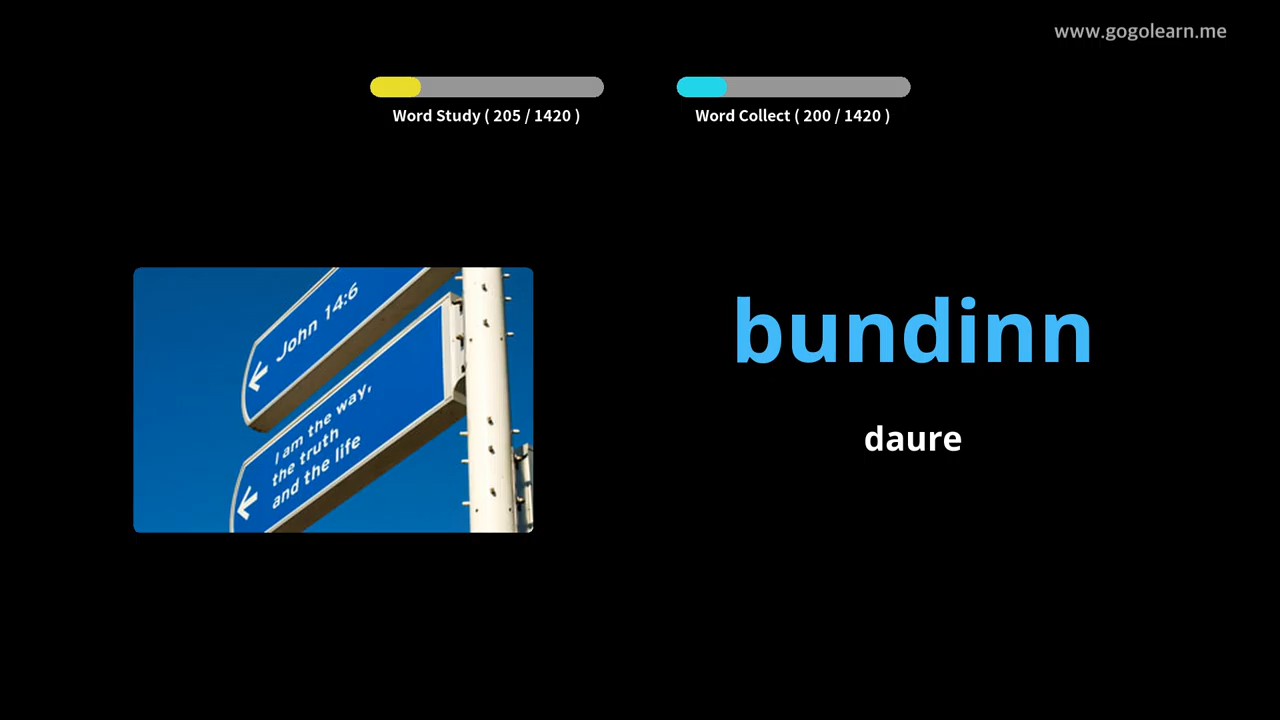 www.gogolearn.me
Word Study ( 205 / 1420 )
Word Collect ( 200 / 1420 )
John 14:6
I am the way,
the truth
and the life
bundinn
daure